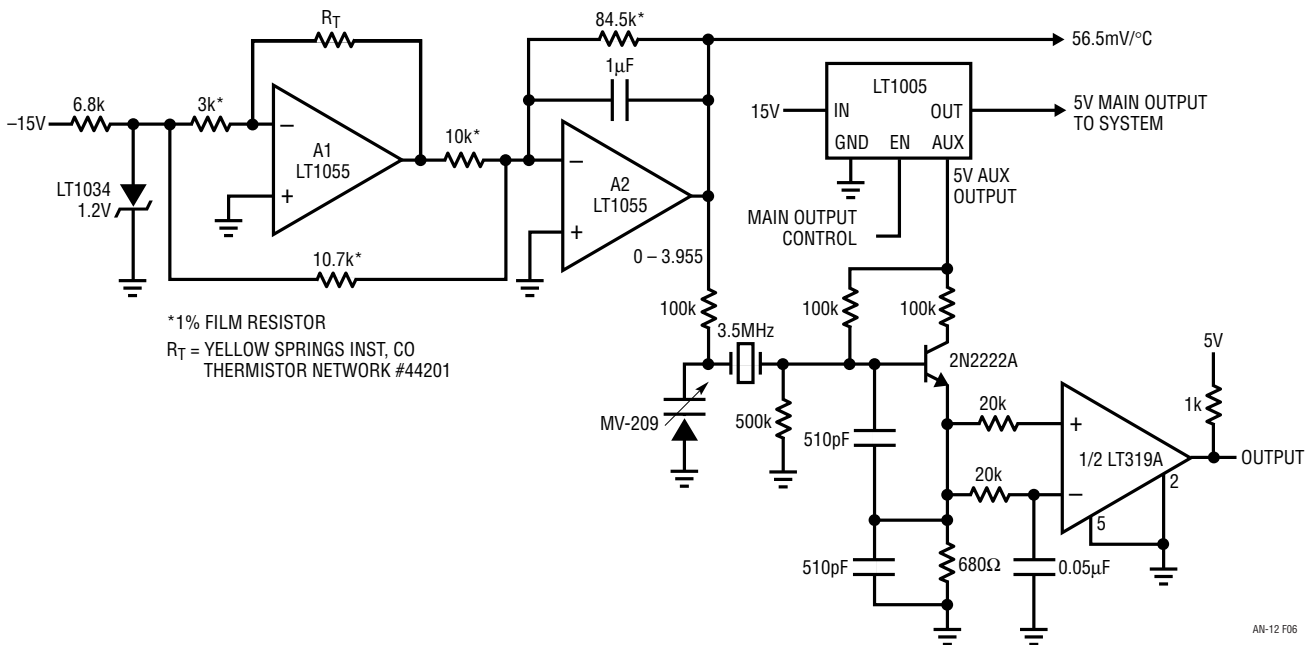 R_T
84.5k*
56.5mV/°C
1µF
LT1005
6.8k
3k*
–15V
15V
IN
OUT
5V MAIN OUTPUT
TO SYSTEM
–
A1
LT1055
10k*
–
GND
EN
AUX
LT1034
1.2V
+
A2
LT1055
5V AUX
OUTPUT
MAIN OUTPUT
CONTROL
+
10.7k*
0 – 3.955
*1% FILM RESISTOR
R_T = YELLOW SPRINGS INST, CO
THERMISTOR NETWORK #44201
100k
100k
100k
3.5MHz
5V
2N2222A
MV-209
500k
20k
1k
510pF
+
1/2 LT319A
OUTPUT
20k
–
2
5
510pF
680Ω
0.05µF
AN-12 F06